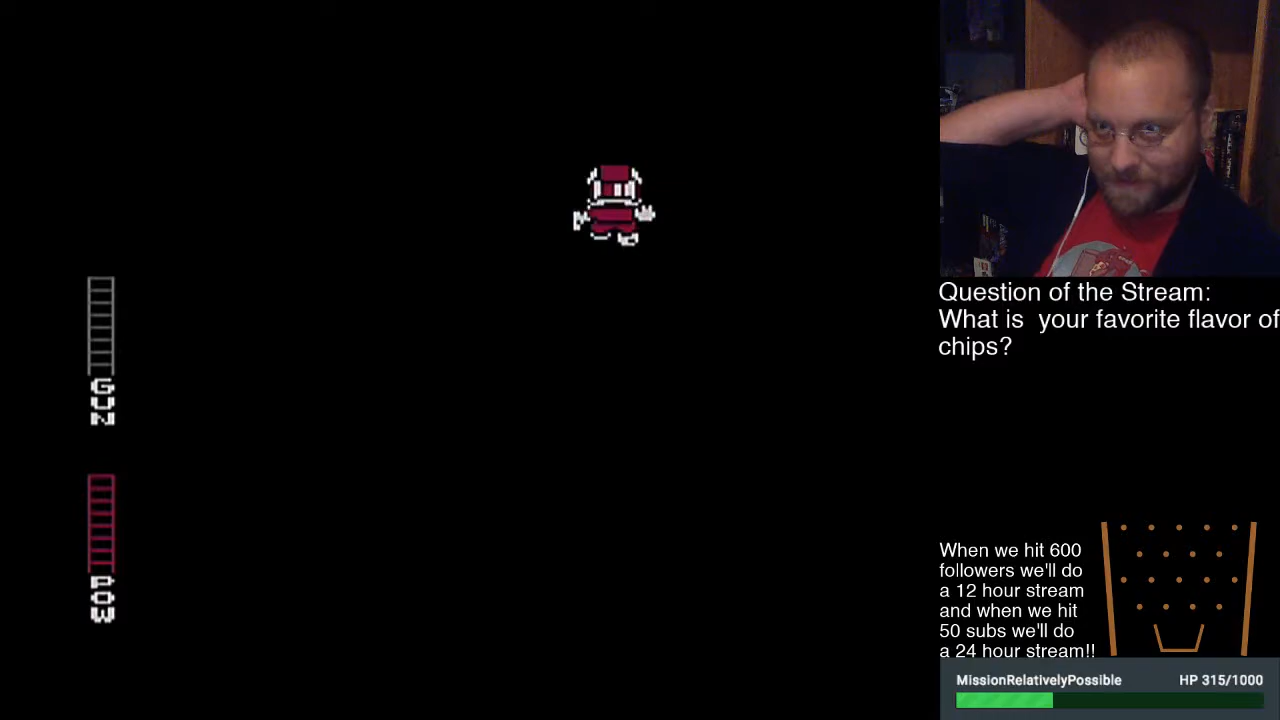 GUN
POW
Question of the Stream:
What is  your favorite flavor of
chips?
When we hit 600
followers we'll do
a 12 hour stream
and when we hit
50 subs we'll do
a 24 hour stream!!
MissionRelativelyPossible HP 315/1000